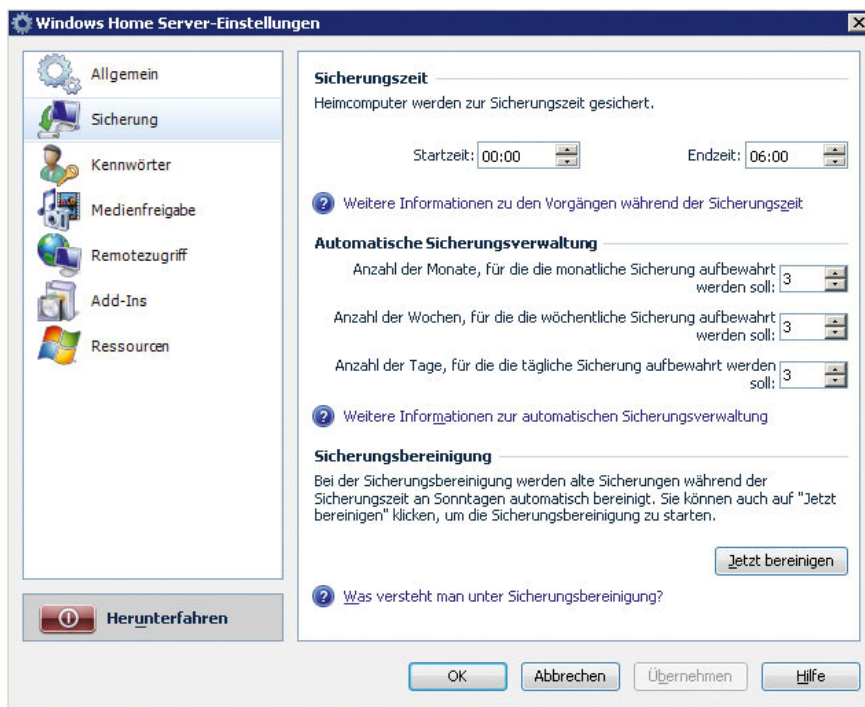 Windows Home Server-Einstellungen
Allgemein
Sicherung
Kennwörter
Medienfreigabe
Remotezugriff
Add-Ins
Ressourcen
Herunterfahren
Sicherungszeit
Heimcomputer werden zur Sicherungszeit gesichert.
Startzeit: 00:00 Endzeit: 06:00
Weitere Informationen zu den Vorgängen während der Sicherungszeit
Automatische Sicherungsverwaltung
Anzahl der Monate, für die die monatliche Sicherung aufbewahrt
werden soll: 3
Anzahl der Wochen, für die die wöchentliche Sicherung aufbewahrt
werden soll: 3
Anzahl der Tage, für die die tägliche Sicherung aufbewahrt werden
soll: 3
Weitere Informationen zur automatischen Sicherungsverwaltung
Sicherungsbereinigung
Bei der Sicherungsbereinigung werden alte Sicherungen während der
Sicherungszeit an Sonntagen automatisch bereinigt. Sie können auch auf "Jetzt
bereinigen" klicken, um die Sicherungsbereinigung zu starten.
Jetzt bereinigen
Was versteht man unter Sicherungsbereinigung?
OK Abbrechen Übernehmen Hilfe